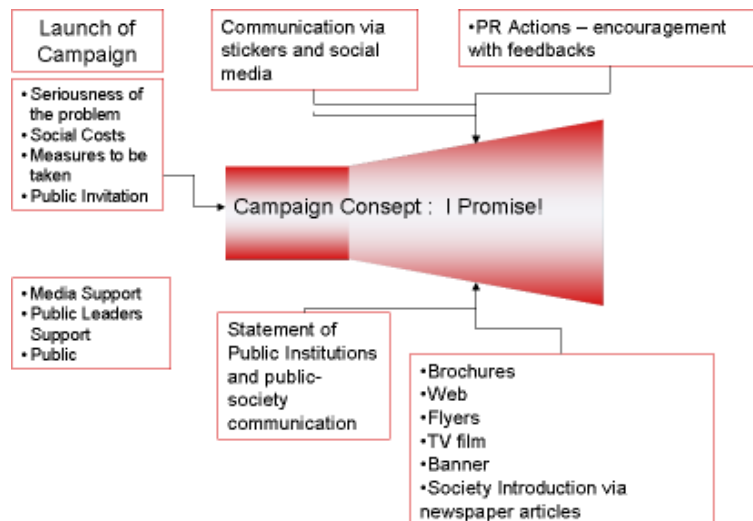 Launch of
Campaign
•Seriousness of
the problem
•Social Costs
•Measures to be
taken
•Public Invitation
Communication via
stickers and social
media
•PR Actions – encouragement
with feedbacks
Campaign Consept :  I Promise!
•Media Support
•Public Leaders
Support
•Public
Statement of
Public Institutions
and public-
society
communication
•Brochures
•Web
•Flyers
•TV film
•Banner
•Society Introduction via
newspaper articles